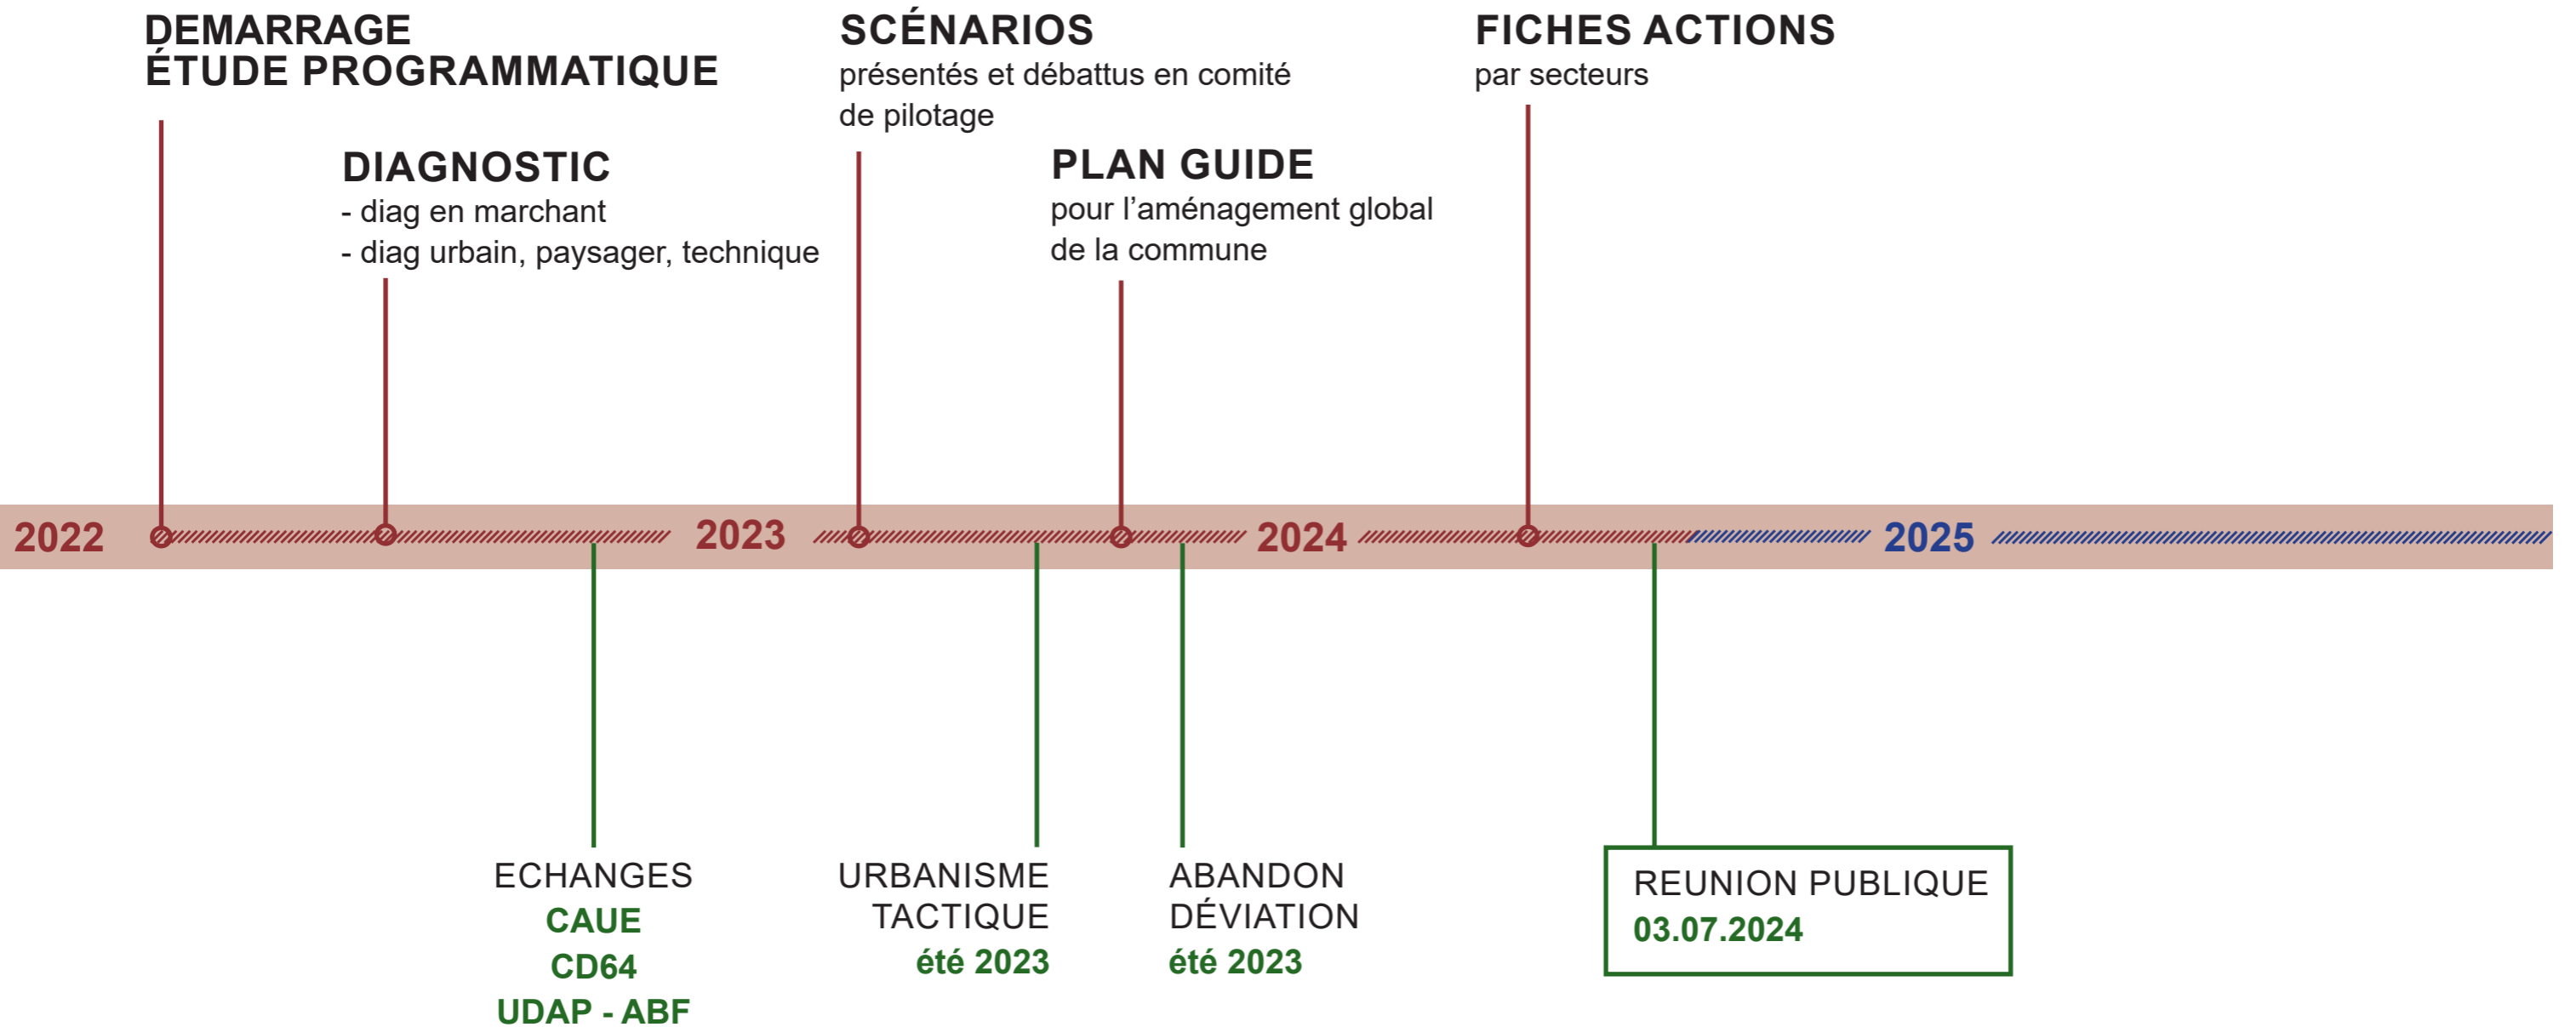 DEMARRAGE
ÉTUDE PROGRAMMATIQUE
DIAGNOSTIC
- diag en marchant
- diag urbain, paysager, technique
SCÉNARIOS
présentés et débattus en comité
de pilotage
PLAN GUIDE
pour l’aménagement global
de la commune
FICHES ACTIONS
par secteurs
2022
2023
2024
2025
ECHANGES
CAUE
CD64
UDAP - ABF
URBANISME
TACTIQUE
été 2023
ABANDON
DÉVIATION
été 2023
REUNION PUBLIQUE
03.07.2024